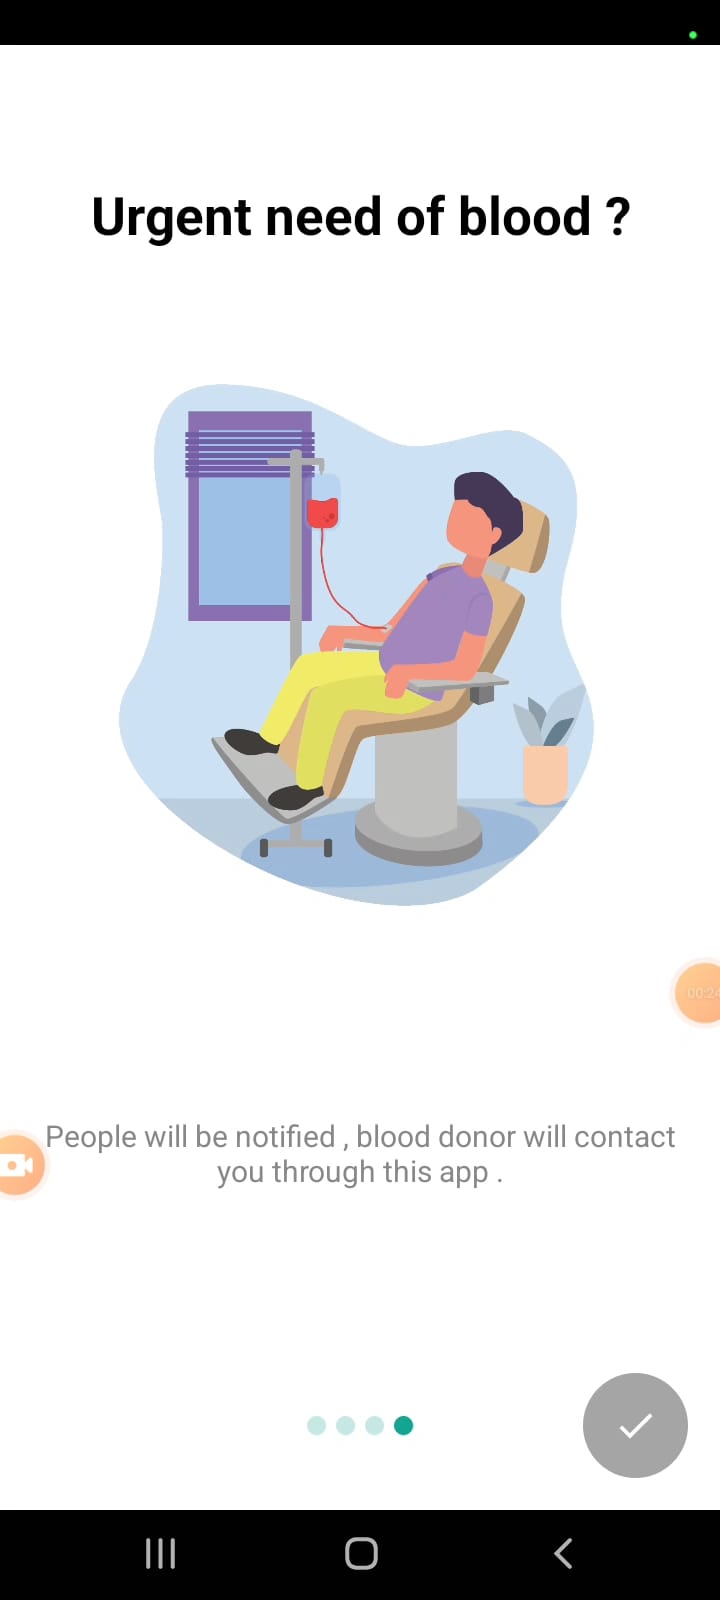 Urgent need of blood ?
00:24
People will be notified , blood donor will contact
you through this app .